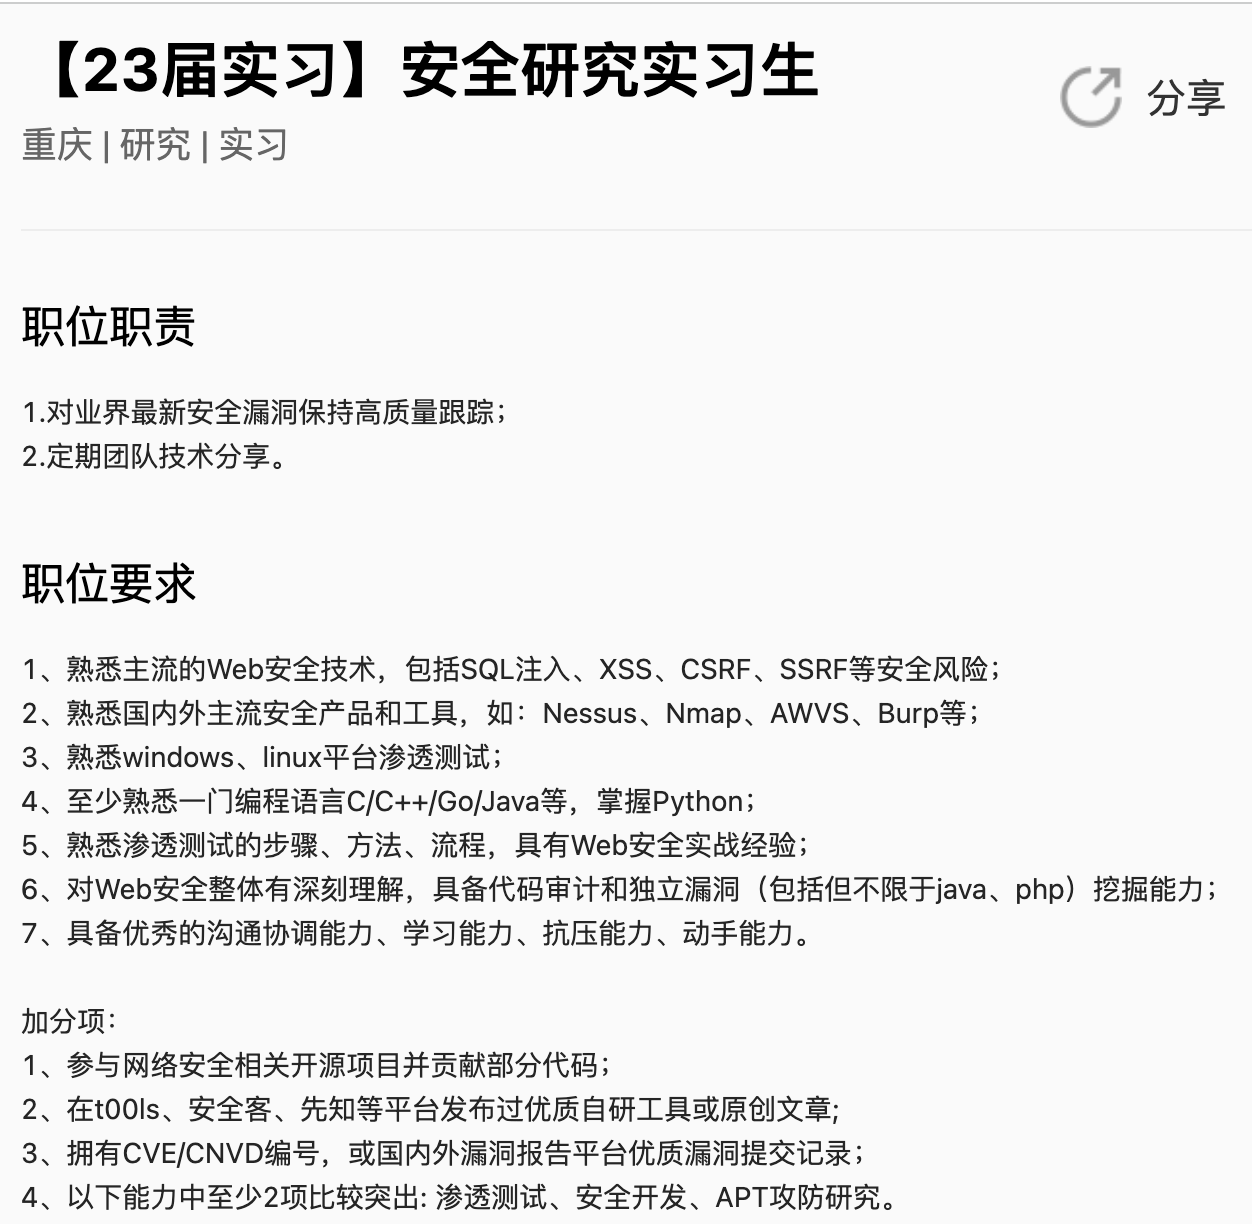 【23届实习】安全研究实习生
分享
重庆 | 研究 | 实习
职位职责
1.对业界最新安全漏洞保持高质量跟踪；
2.定期团队技术分享。
职位要求
1、熟悉主流的Web安全技术，包括SQL注入、XSS、CSRF、SSRF等安全风险；
2、熟悉国内外主流安全产品和工具，如：Nessus、Nmap、AWVS、Burp等；
3、熟悉windows、linux平台渗透测试；
4、至少熟悉一门编程语言C/C++/Go/Java等，掌握Python；
5、熟悉渗透测试的步骤、方法、流程，具有Web安全实战经验；
6、对Web安全整体有深刻理解，具备代码审计和独立漏洞（包括但不限于java、php）挖掘能力；
7、具备优秀的沟通协调能力、学习能力、抗压能力、动手能力。
加分项：
1、参与网络安全相关开源项目并贡献部分代码；
2、在t00ls、安全客、先知等平台发布过优质自研工具或原创文章;
3、拥有CVE/CNVD编号，或国内外漏洞报告平台优质漏洞提交记录；
4、以下能力中至少2项比较突出: 渗透测试、安全开发、APT攻防研究。